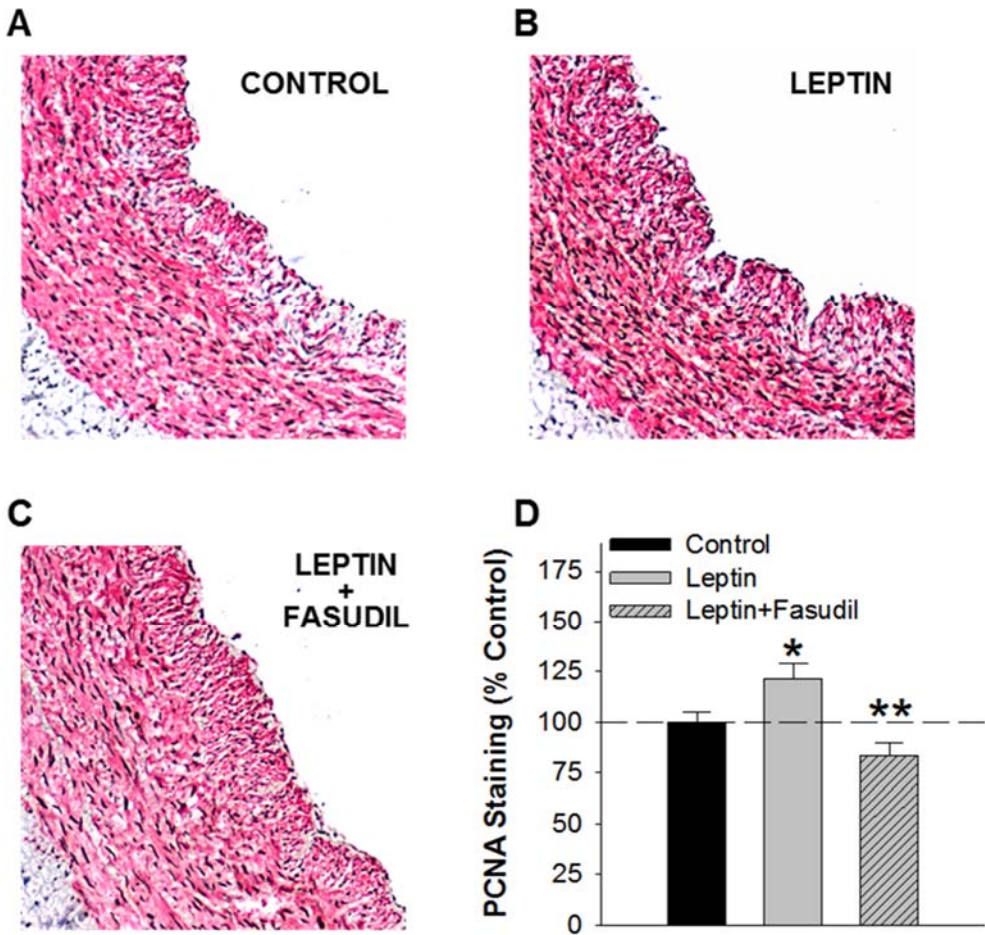 A
CONTROL
B
LEPTIN
C
LEPTIN
+
FASUDIL
D
Control
Leptin
Leptin+Fasudil
PCNA Staining (% Control)
175
150
125
100
75
50
25
0
*
**